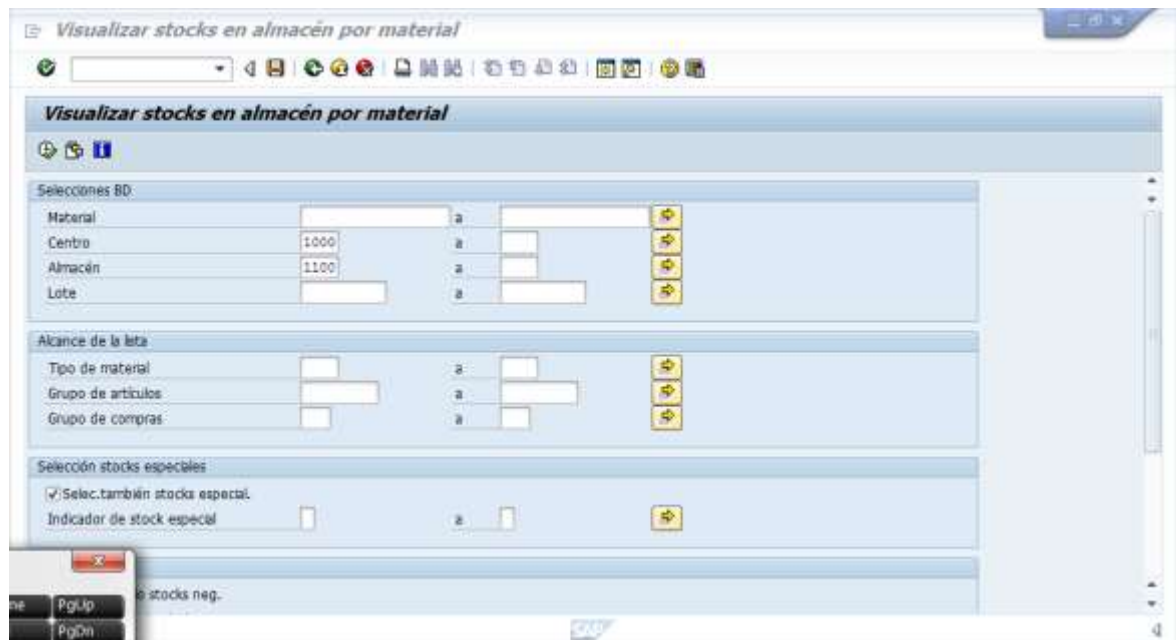 Visualizar stocks en almacén por material
Visualizar stocks en almacén por material
Selecciones BD
Material a
Centro 1000 a
Almacén 1100 a
Lote a
Alcance de la lista
Tipo de material a
Grupo de artículos a
Grupo de compras a
Selección stocks especiales
Selec.también stocks especial.
Indicador de stock especial a
stocks neg.
PgUp
PgDn
SAP